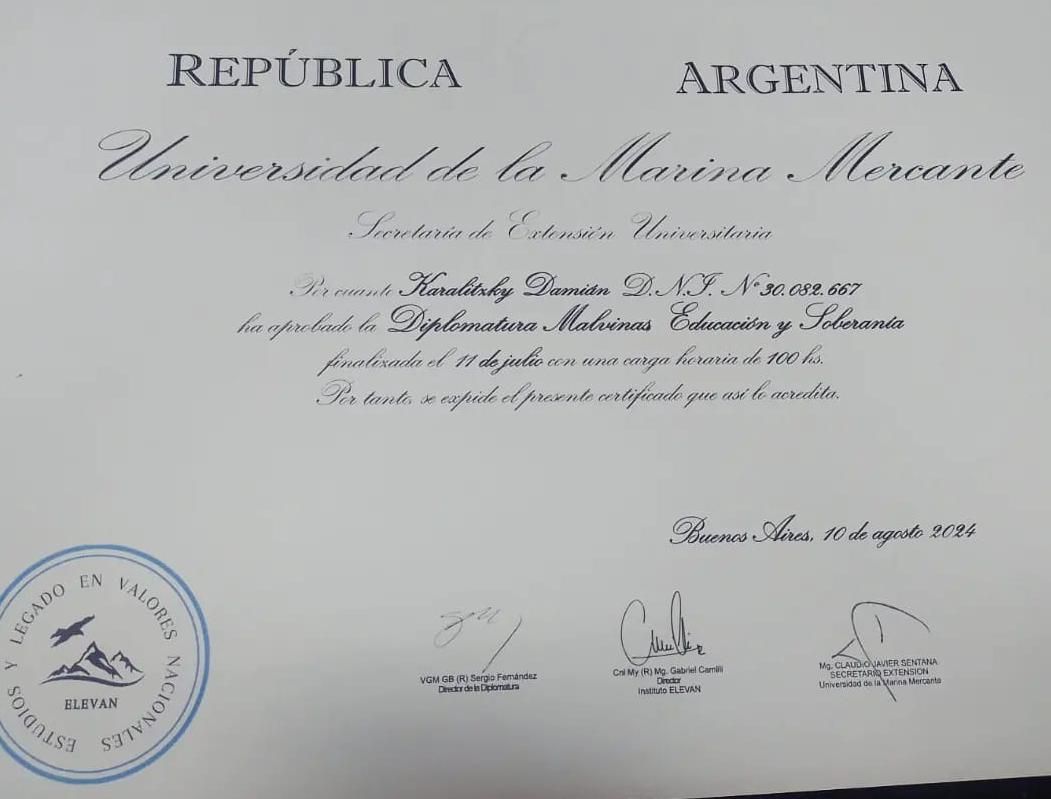 REPÚBLICA ARGENTINA
Universidad de la Marina Mercante
Secretaría de Extensión Universitaria
Por cuanto Karalitzky Damián D.N.I. Nº 30.082.667
ha aprobado la Diplomatura Malvinas Educación y Soberanía
finalizada el 11 de julio con una carga horaria de 100 hs.
Por tanto, se expide el presente certificado que así lo acredita.
Buenos Aires, 10 de agosto 2024
ESTUDIOS Y LEGADO EN VALORES NACIONALES
ELEVAN
VGM GB (R) Sergio Fernández
Director de la Diplomatura
Cnl My (R) Mg. Gabriel Camilli
Director
Instituto ELEVAN
Mg. CLAUDIO JAVIER SENTANA
SECRETARIO EXTENSION
Universidad de la Marina Mercante